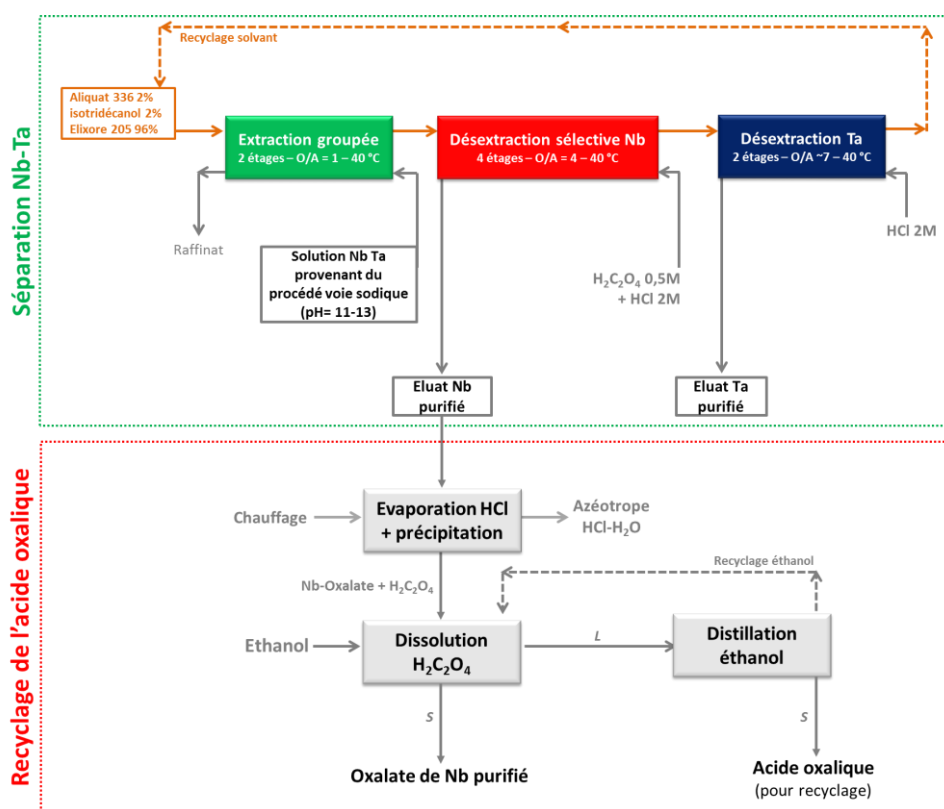 Séparation Nb-Ta
Recyclage solvant
Aliquat 336 2%
isotridécanol 2%
Elixore 205 96%
Extraction groupée
2 étages – O/A = 1 – 40 °C
Désextraction sélective Nb
4 étages – O/A = 4 – 40 °C
Désextraction Ta
2 étages – O/A ~7 – 40 °C
Raffinat
Solution Nb Ta
provenant du
procédé voie sodique
(pH= 11-13)
H₂C₂O₄ 0,5M
+ HCl 2M
HCl 2M
Eluat Nb
purifié
Eluat Ta
purifié
Recyclage de l'acide oxalique
Chauffage
Evaporation HCl
+ précipitation
Azéotrope
HCl-H₂O
Nb-Oxalate + H₂C₂O₄
Recyclage éthanol
Ethanol
Dissolution
H₂C₂O₄
L
Distillation
éthanol
S
S
Oxalate de Nb purifié
Acide oxalique
(pour recyclage)